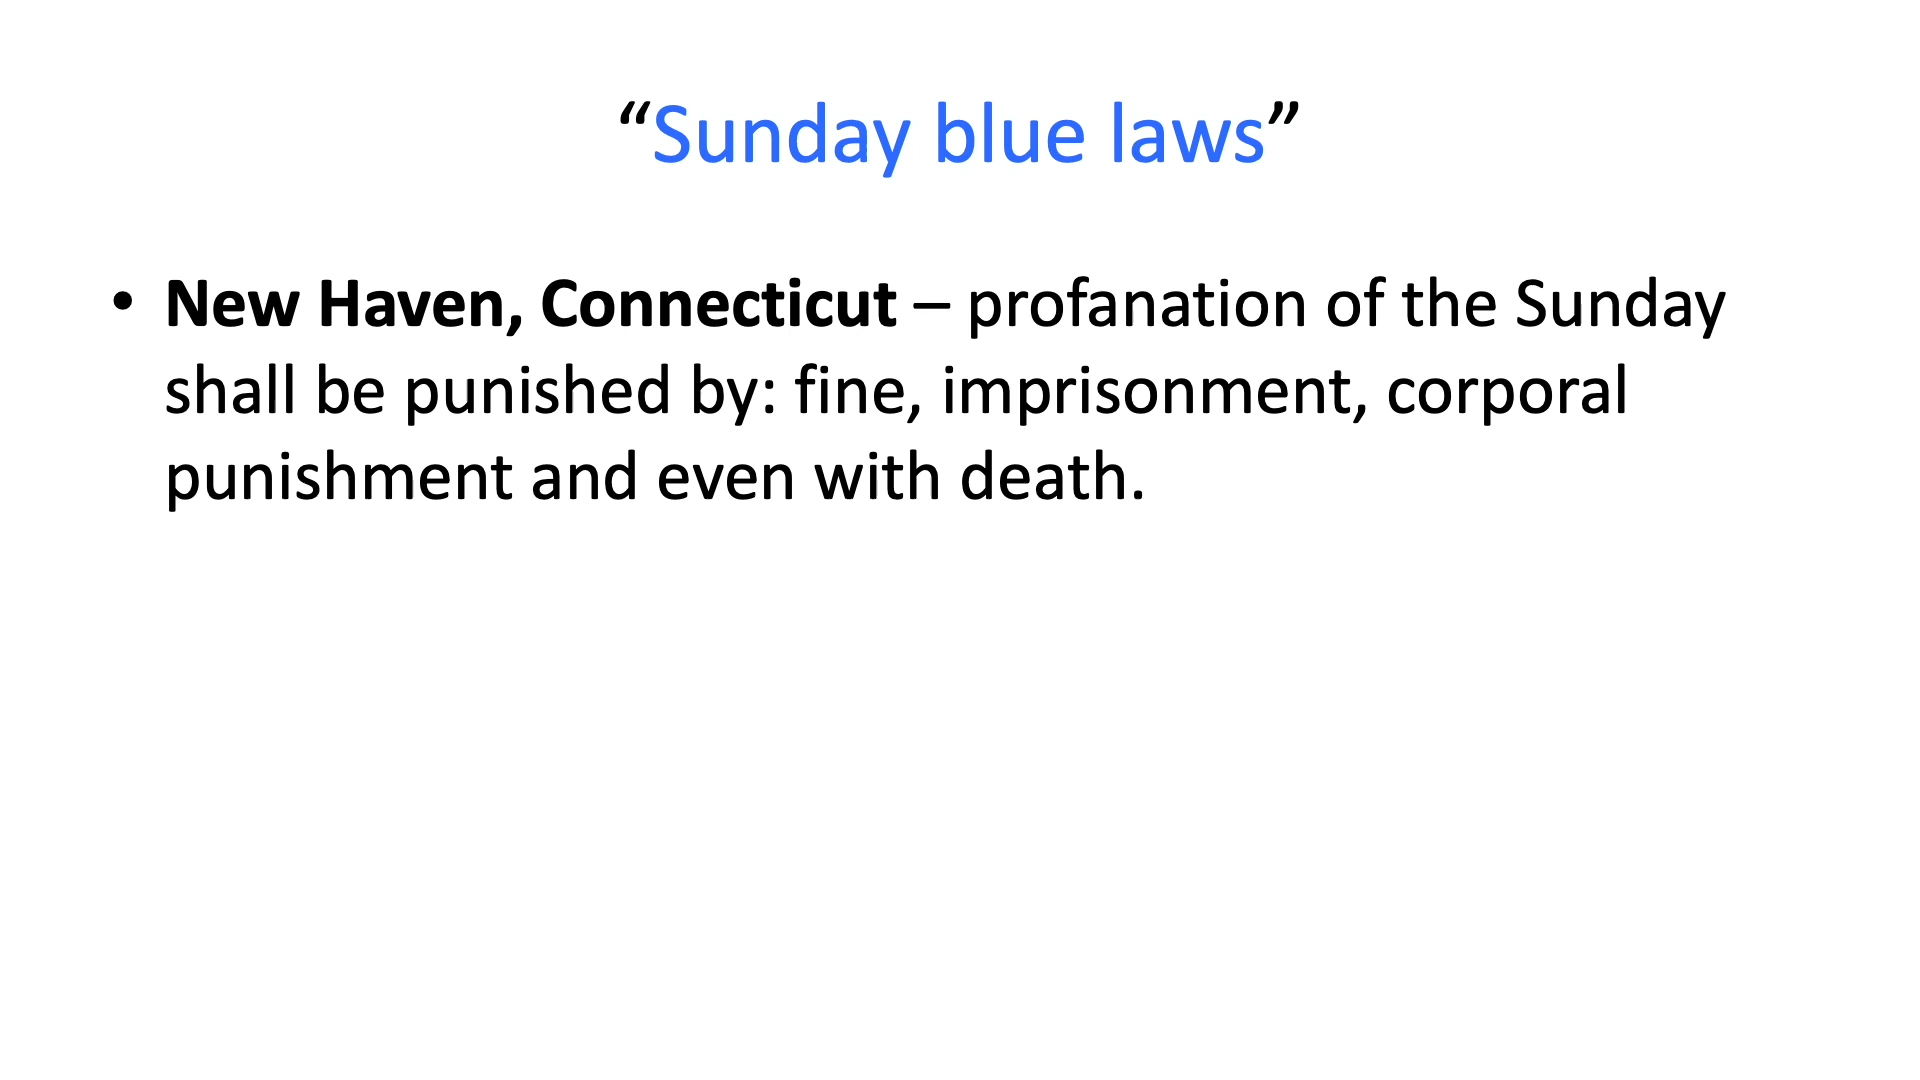 “Sunday blue laws”
• New Haven, Connecticut – profanation of the Sunday
shall be punished by: fine, imprisonment, corporal
punishment and even with death.